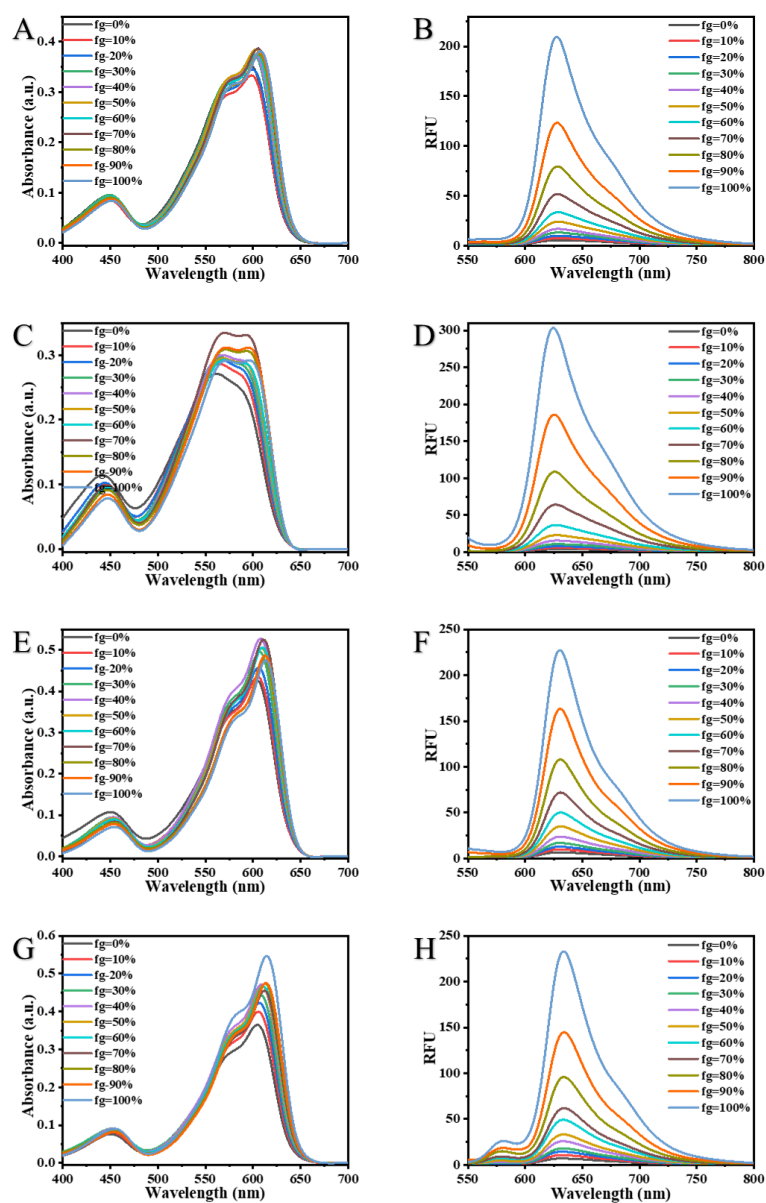 A
Absorbance (a.u.)
0.4
0.3
0.2
0.1
0.0
fg=0%
fg=10%
fg-20%
fg=30%
fg=40%
fg=50%
fg=60%
fg=70%
fg=80%
fg-90%
fg=100%
400 450 500 550 600 650 700
Wavelength (nm)
B
RFU
200
150
100
50
0
fg=0%
fg=10%
fg=20%
fg=30%
fg=40%
fg=50%
fg=60%
fg=70%
fg=80%
fg=90%
fg=100%
550 600 650 700 750 800
Wavelength (nm)
C
Absorbance (a.u.)
0.3
0.2
0.1
0.0
fg=0%
fg=10%
fg-20%
fg=30%
fg=40%
fg=50%
fg=60%
fg=70%
fg=80%
fg-90%
fg=100%
400 450 500 550 600 650 700
Wavelength (nm)
D
RFU
300
250
200
150
100
50
0
fg=0%
fg=10%
fg=20%
fg=30%
fg=40%
fg=50%
fg=60%
fg=70%
fg=80%
fg=90%
fg=100%
550 600 650 700 750 800
Wavelength (nm)
E
Absorbance (a.u.)
0.5
0.4
0.3
0.2
0.1
0.0
fg=0%
fg=10%
fg-20%
fg=30%
fg=40%
fg=50%
fg=60%
fg=70%
fg=80%
fg-90%
fg=100%
400 450 500 550 600 650 700
Wavelength (nm)
F
RFU
250
200
150
100
50
0
fg=0%
fg=10%
fg=20%
fg=30%
fg=40%
fg=50%
fg=60%
fg=70%
fg=80%
fg=90%
fg=100%
550 600 650 700 750 800
Wavelength (nm)
G
Absorbance (a.u.)
0.6
0.5
0.4
0.3
0.2
0.1
0.0
fg=0%
fg=10%
fg-20%
fg=30%
fg=40%
fg=50%
fg=60%
fg=70%
fg=80%
fg-90%
fg=100%
400 450 500 550 600 650 700
Wavelength (nm)
H
RFU
250
200
150
100
50
0
fg=0%
fg=10%
fg=20%
fg=30%
fg=40%
fg=50%
fg=60%
fg=70%
fg=80%
fg=90%
fg=100%
550 600 650 700 750 800
Wavelength (nm)